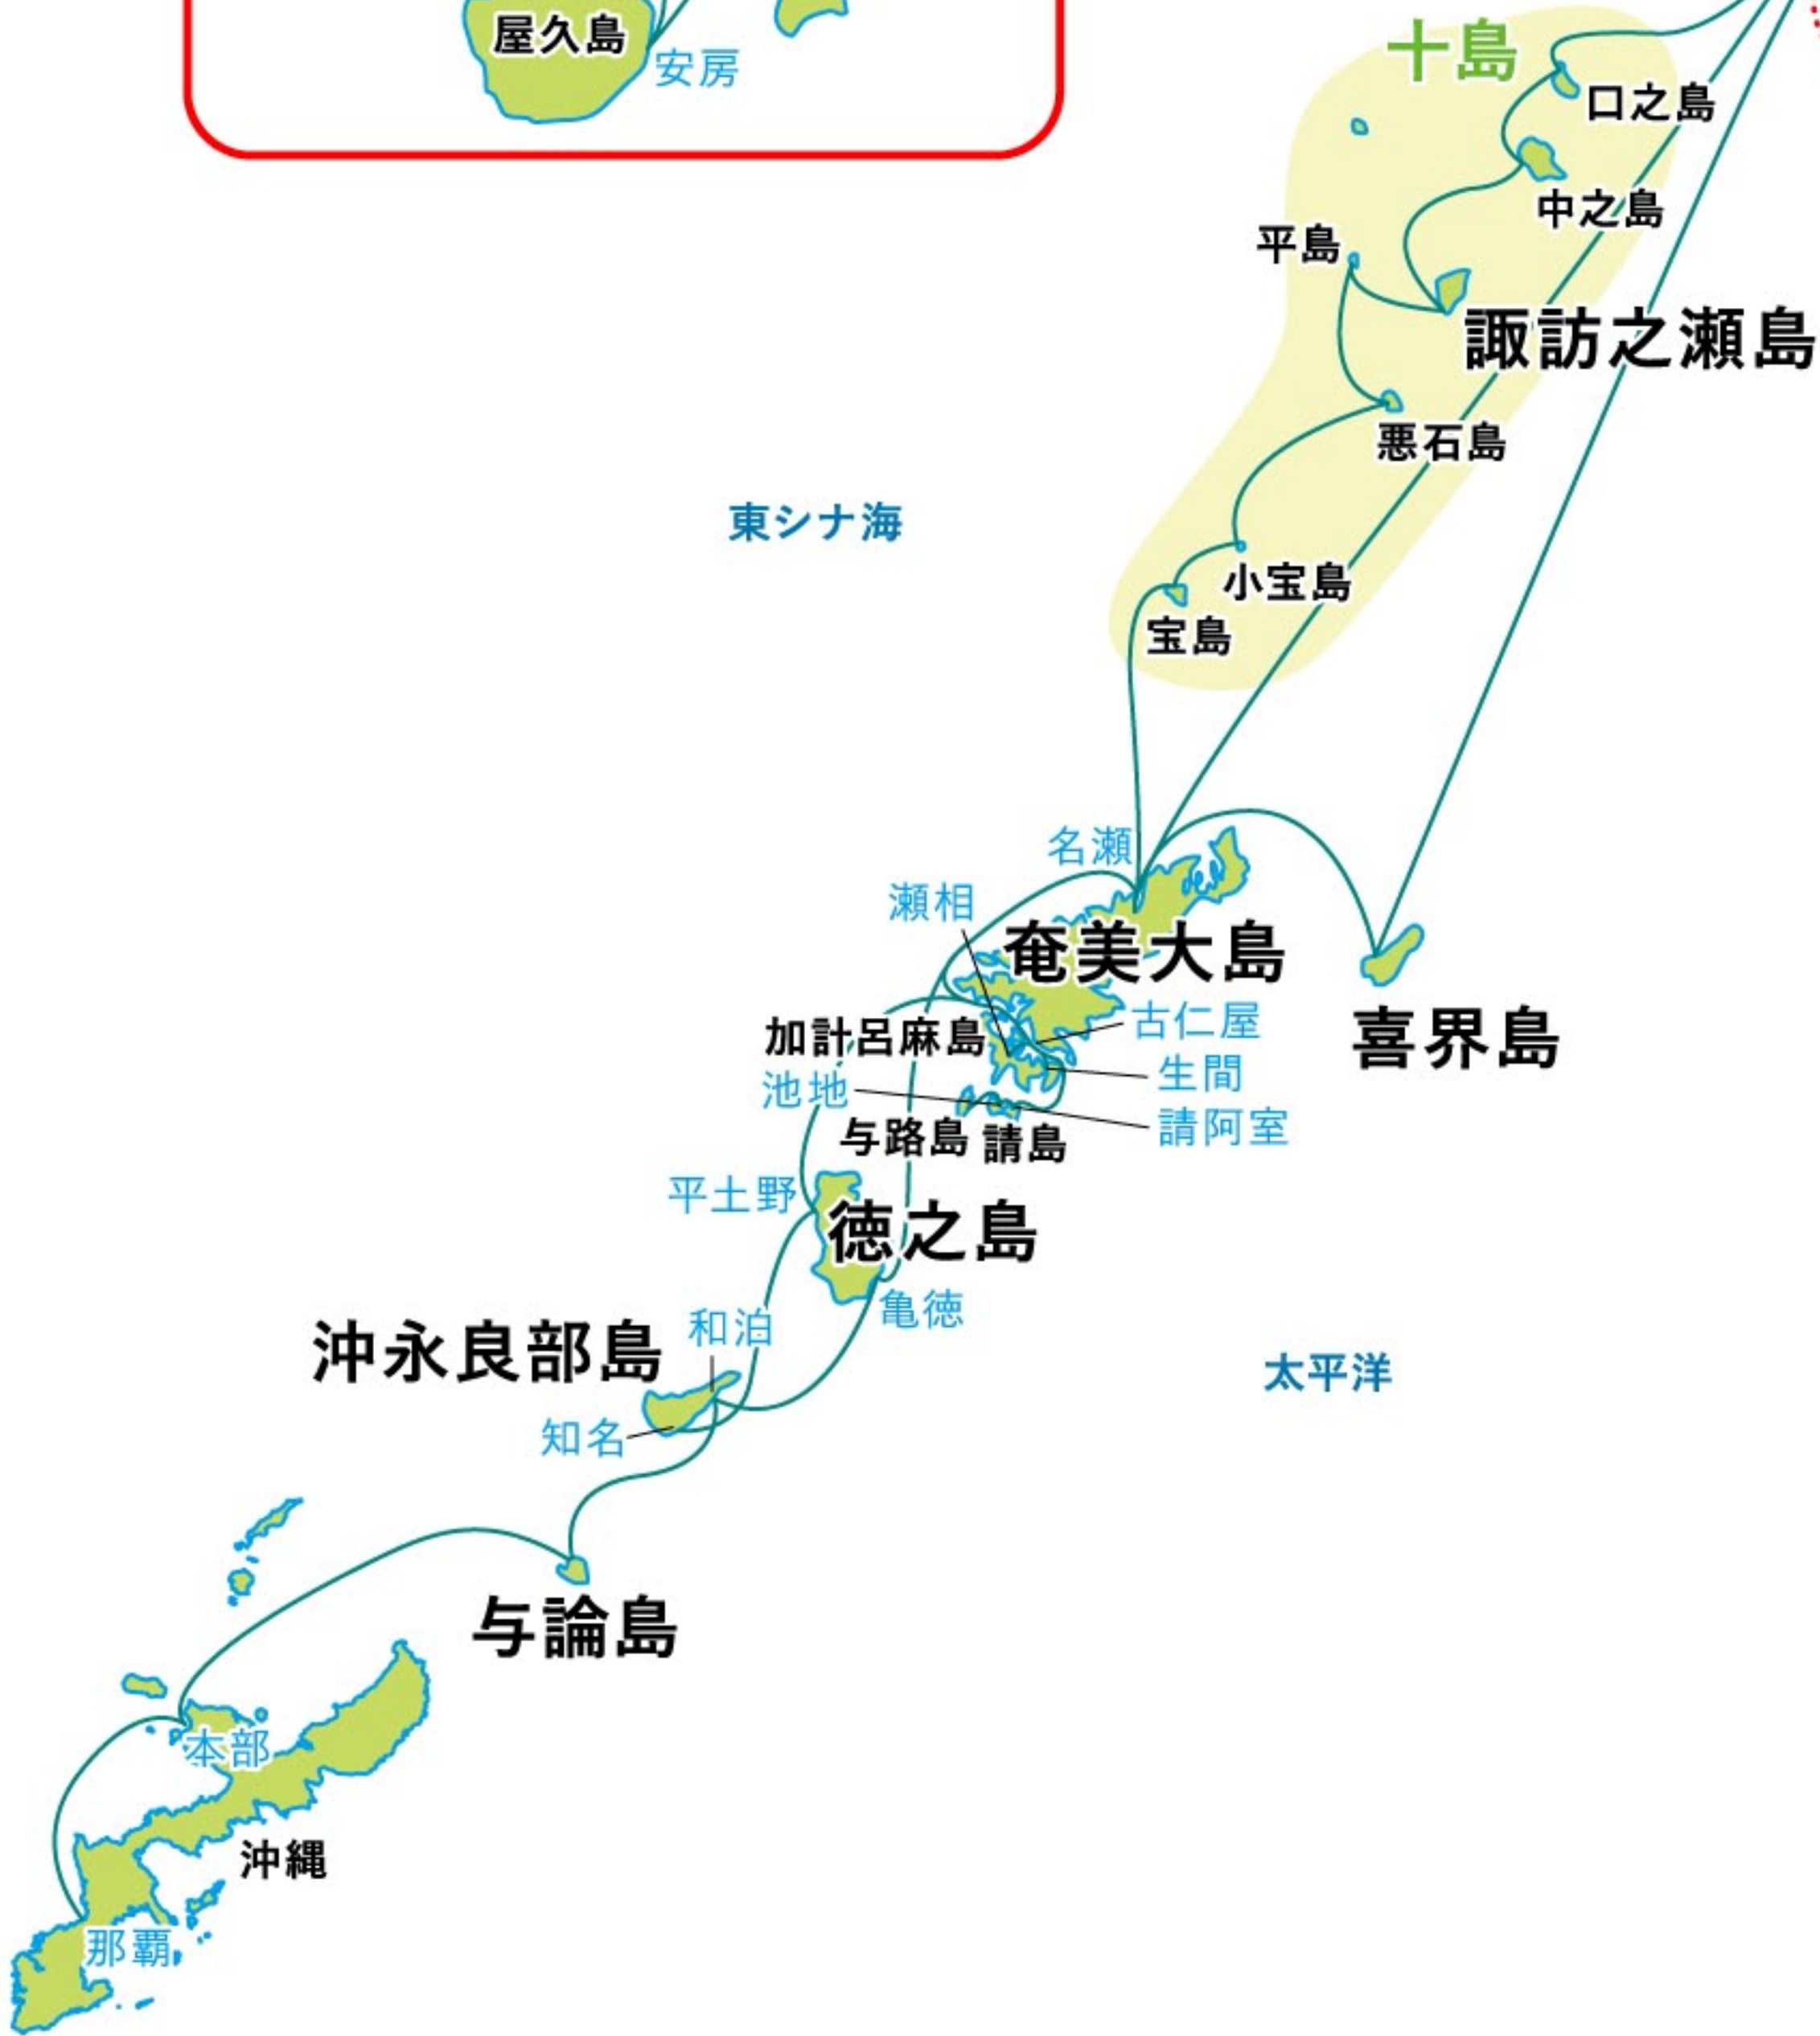 屋久島
安房
十島
口之島
中之島
平島
諏訪之瀬島
悪石島
東シナ海
小宝島
宝島
名瀬
瀬相
奄美大島
古仁屋
加計呂麻島
喜界島
生間
池地
請阿室
与路島
請島
平土野
徳之島
亀徳
和泊
沖永良部島
太平洋
知名
与論島
本部
沖縄
那覇